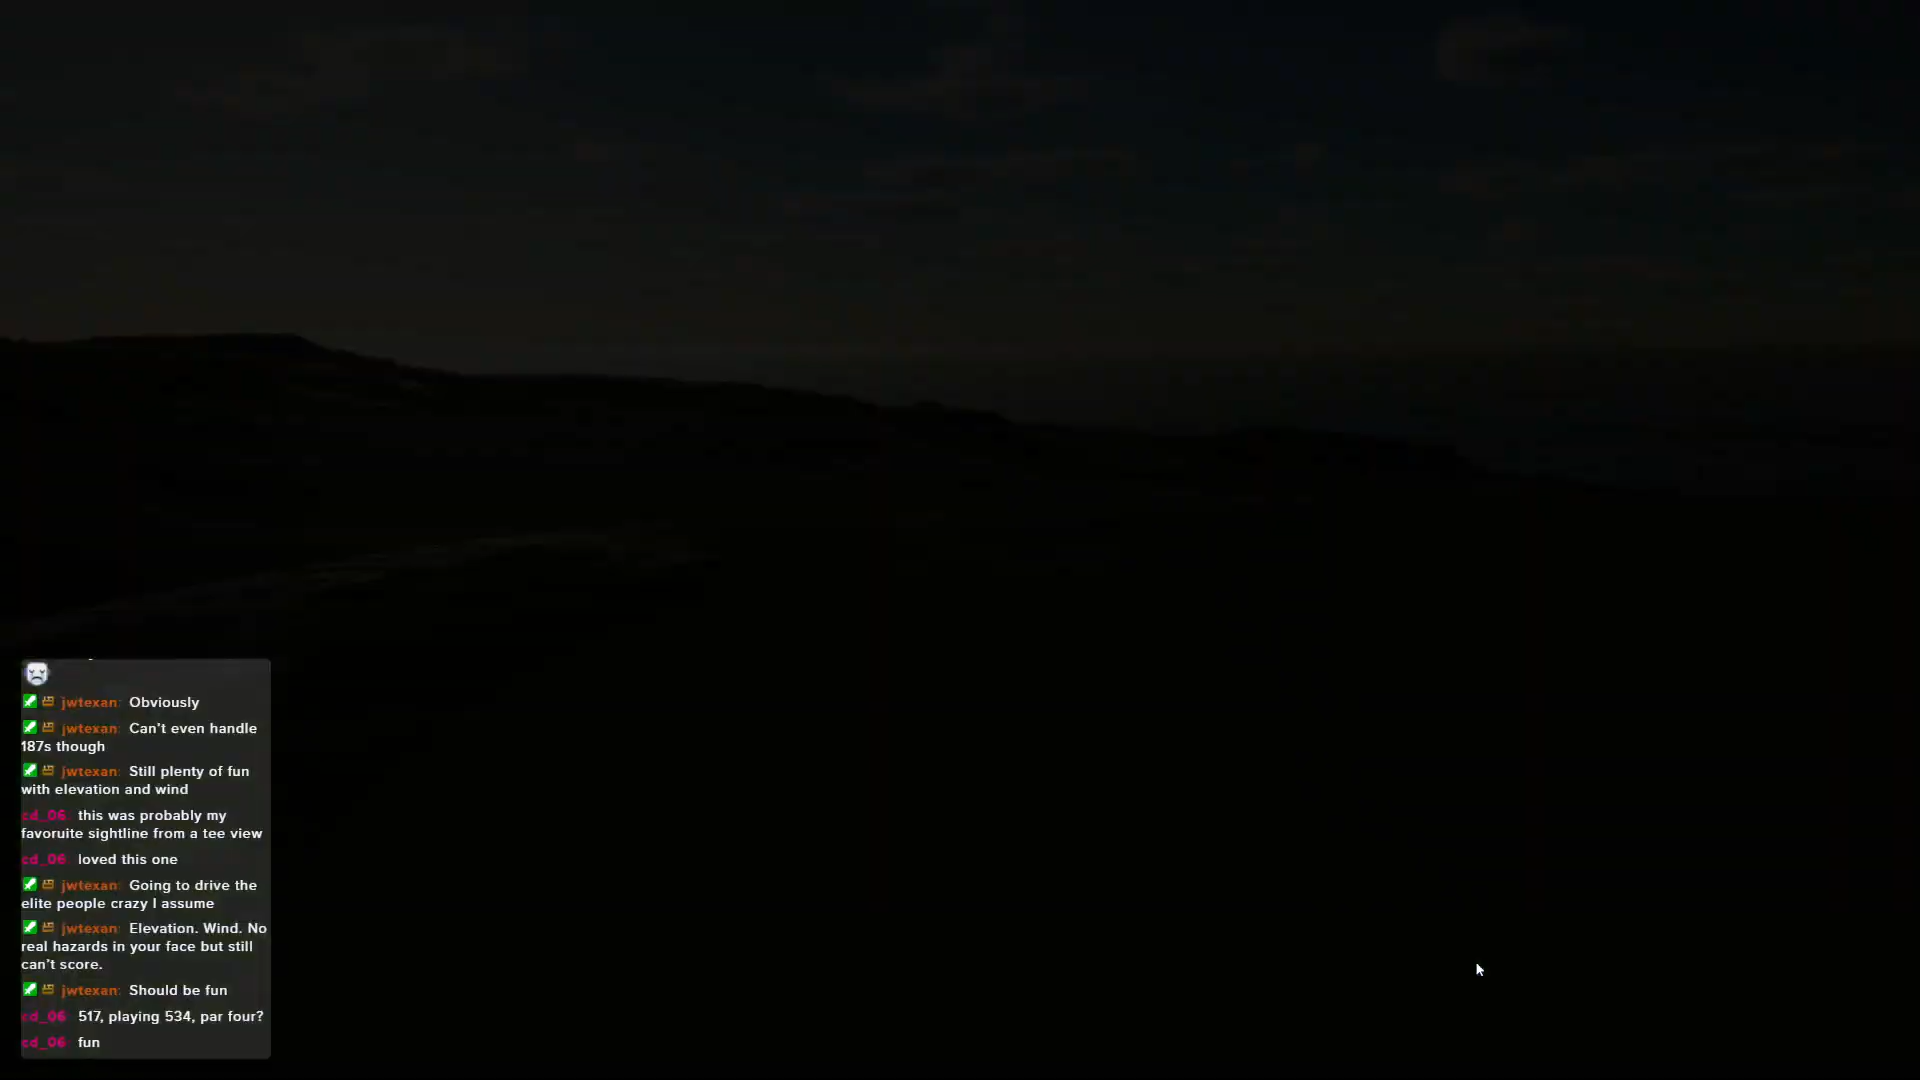 jwtexan: Obviously
jwtexan: Can't even handle
187s though
jwtexan: Still plenty of fun
with elevation and wind
cd_06 this was probably my
favoruite sightline from a tee view
cd_06 loved this one
jwtexan: Going to drive the
elite people crazy I assume
jwtexan: Elevation. Wind. No
real hazards in your face but still
can't score.
jwtexan: Should be fun
cd_06 517, playing 534, par four?
cd_06 fun